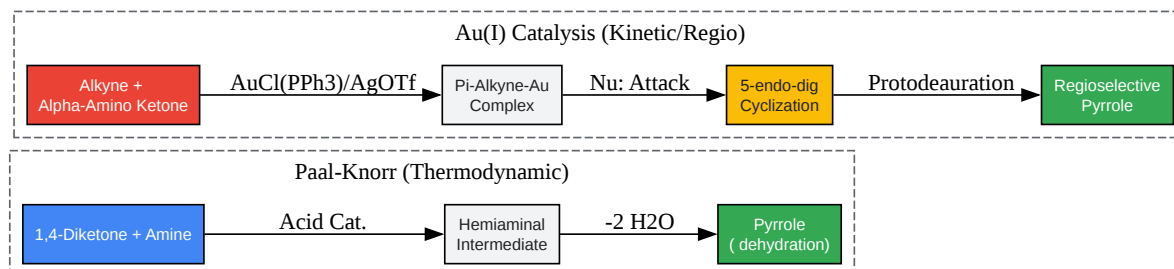 Au(I) Catalysis (Kinetic/Regio)
Alkyne +
Alpha-Amino Ketone
AuCl(PPh3)/AgOTf
Pi-Alkyne-Au
Complex
Nu: Attack
5-endo-dig
Cyclization
Protodeauration
Regioselective
Pyrrole
Paal-Knorr (Thermodynamic)
1,4-Diketone + Amine
Acid Cat.
Hemiaminal
Intermediate
-2 H2O
Pyrrole
( dehydration)